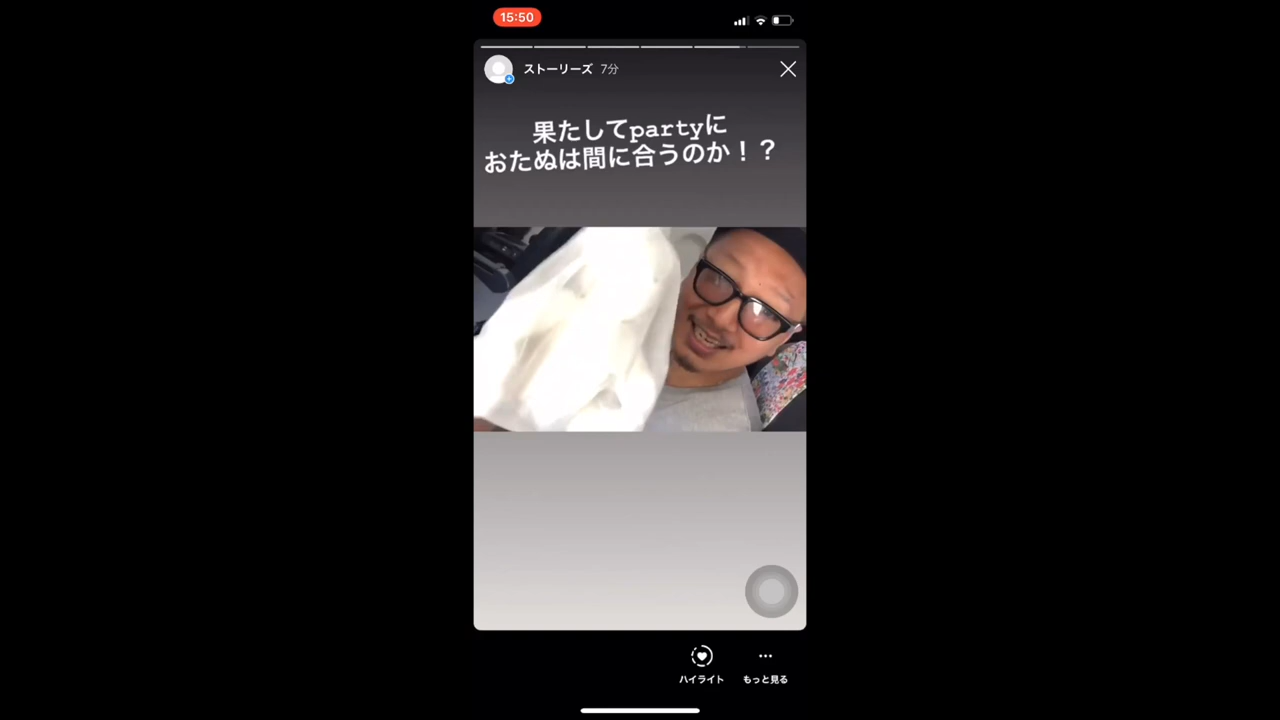 15:50
ストーリーズ 7分
果たしてpartyに
おたぬは間に合うのか！？
ハイライト
もっと見る